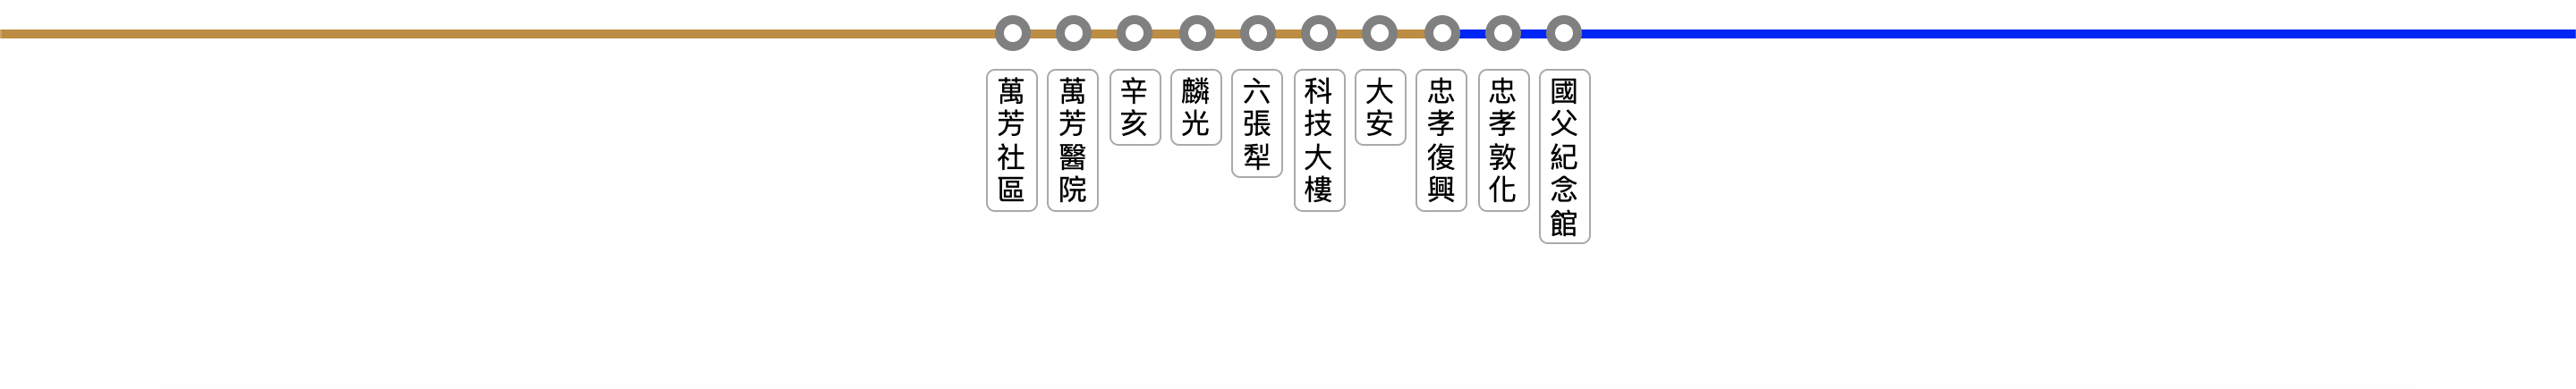 萬芳社區
萬芳醫院
辛亥
麟光
六張犁
科技大樓
大安
忠孝復興
忠孝敦化
國父紀念館